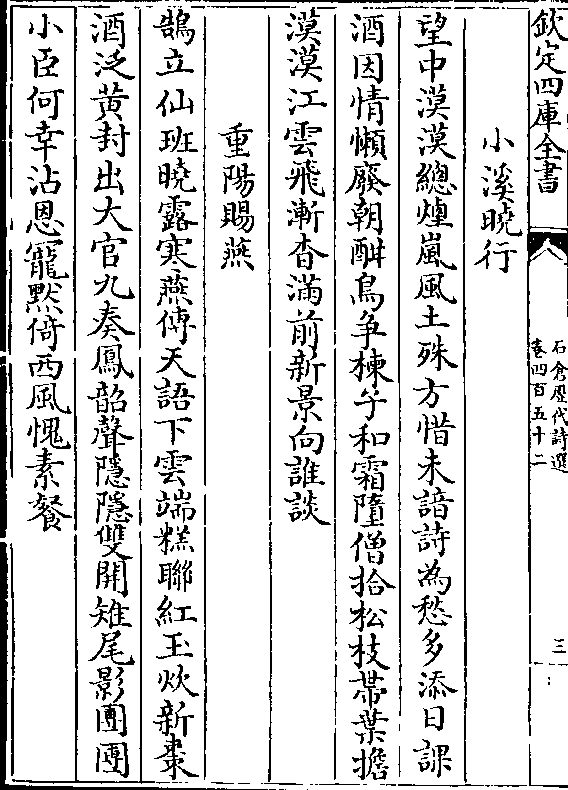 欽定四庫全書
石倉歷代詩選
卷四百五十二
三
小溪曉行
望中漠漠總煙嵐風土殊方惜未諳詩為愁多添日課
酒因情懶廢朝酣鳥爭楝子和霜墮僧拾松枝帶葉擔
漠漠江雲飛漸杳滿前新景向誰談
重陽賜燕
鵠立仙班曉露寒燕傳天語下雲端糕聯紅玉炊新棗
酒泛黃封出大官九奏鳳韶聲隱隱雙開雉尾影團團
小臣何幸沾恩寵默倚西風愧素餐